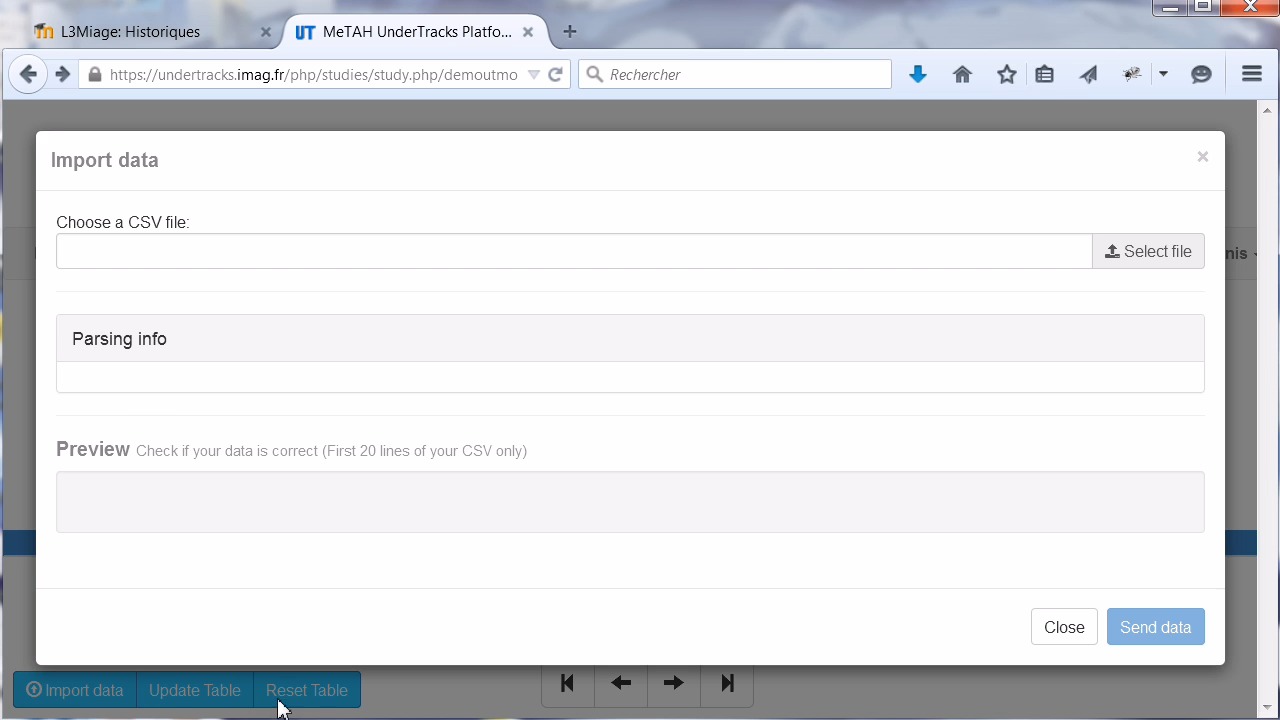 L3Miage: Historiques
UT MeTAH UnderTracks Platfo...
https://undertracks.imag.fr/php/studies/study.php/demoutmo
Rechercher
Import data
Choose a CSV file:
Select file
nis
Parsing info
Preview Check if your data is correct (First 20 lines of your CSV only)
Close Send data
Import data Update Table Reset Table